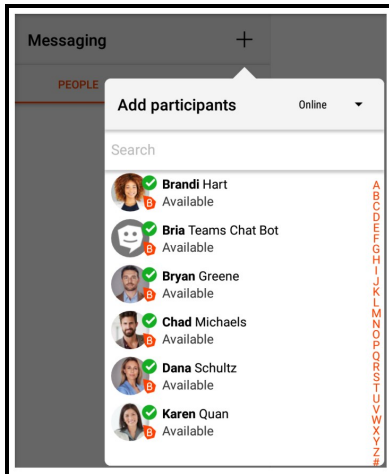 Messaging
+
PEOPLE
Add participants
Online
Search
Brandi Hart
Available
B
Bria Teams Chat Bot
Available
B
Bryan Greene
Available
B
Chad Michaels
Available
B
Dana Schultz
Available
B
Karen Quan
Available
B
A
B
C
D
E
F
G
H
I
J
K
L
M
N
O
P
Q
R
S
T
U
V
W
X
Y
Z
#